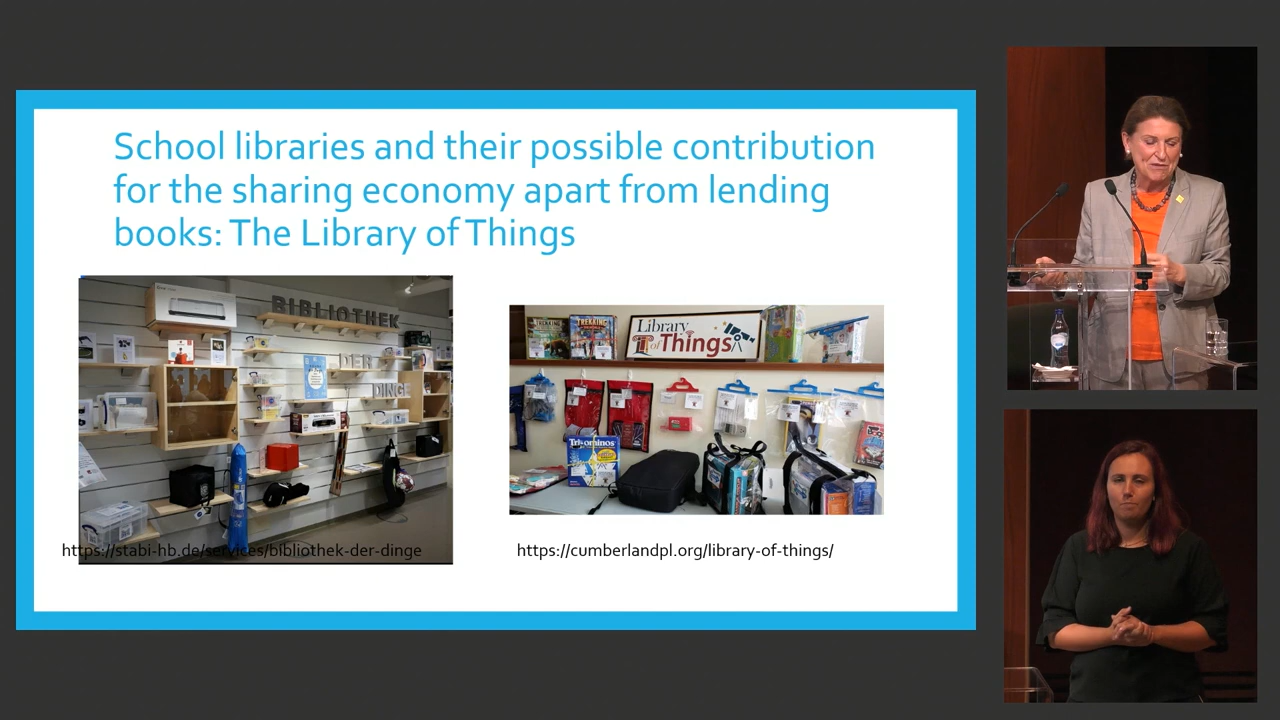 School libraries and their possible contribution
for the sharing economy apart from lending
books: The Library of Things
BIBLIOTHEK
DER
DINGE
Library
of Things
TREKKING
Tri-ominos
https://stabi-hb.de/services/bibliothek-der-dinge
https://cumberlandpl.org/library-of-things/